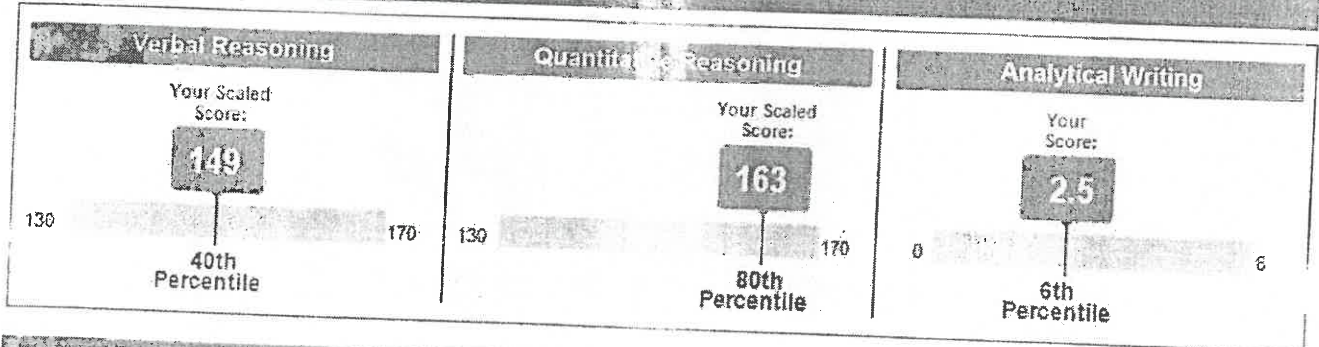 Verbal Reasoning
Your Scaled
Score:
149
130
170
40th
Percentile
Quantitative Reasoning
Your Scaled
Score:
163
130
170
80th
Percentile
Analytical Writing
Your
Score:
2.5
0
6
6th
Percentile